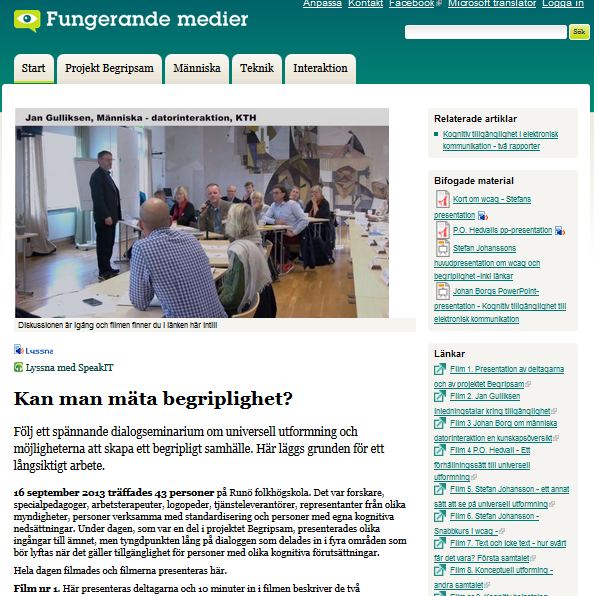 Anpassa Kontakt Facebook Microsoft translator Logga in
Fungerande medier
Sök
Start Projekt Begripsam Människa Teknik Interaktion
Jan Gulliksen, Människa - datorinteraktion, KTH
Diskussionen är igång och filmen finner du i länken här intill
Lyssna
Lyssna med SpeakIT
Kan man mäta begriplighet?
Följ ett spännande dialogseminarium om universell utformning och
möjligheterna att skapa ett begripligt samhälle. Här läggs grunden för ett
långsiktigt arbete.
16 september 2013 träffades 43 personer på Runö folkhögskola. Det var forskare,
specialpedagoger, arbetsterapeuter, logopeder, tjänsteleverantörer, representanter från olika
myndigheter, personer verksamma med standardisering och personer med egna kognitiva
nedsättningar. Under dagen, som var en del i projektet Begripsam, presenterades olika
ingångar till ämnet, men tyngdpunkten låg på dialoggen som delades in i fyra områden som
bör lyftas när det gäller tillgänglighet för personer med olika kognitiva förutsättningar.
Hela dagen filmades och filmerna presenteras här.
Film nr 1. Här presenteras deltagarna och 10 minuter in i filmen beskriver de två
Relaterade artiklar
Kognitiv tillgänglighet i elektronisk
kommunikation - två rapporter
Bifogade material
Kort om wcag - Stefans
presentation
P.O. Hedvalls pp-presentation
Stefan Johanssons
huvudpresentation om wcag och
begriplighet -inkl länkar
Johan Borgs PowerPoint-
presentation - Kognitiv tillgänglighet till
elektronisk kommunikation
Länkar
Film 1. Presentation av deltagarna
och av projektet Begripsam
Film 2. Jan Gulliksen
inledningstalar kring tillgänglighet
Film 3 Johan Borg om människa
datorinteraktion en kunskapsöversikt
Film 4 P.O. Hedvall - Ett
förhållningssätt till universell
utformning
Film 5. Stefan Johansson - ett annat
sätt att se på universell utformning
Film 6. Stefan Johansson -
Snabbkurs i wcag -
Film 7. Text och icke text - hur svårt
får det vara? Första samtalet
Film 8. Konceptuell utformning -
andra samtalet